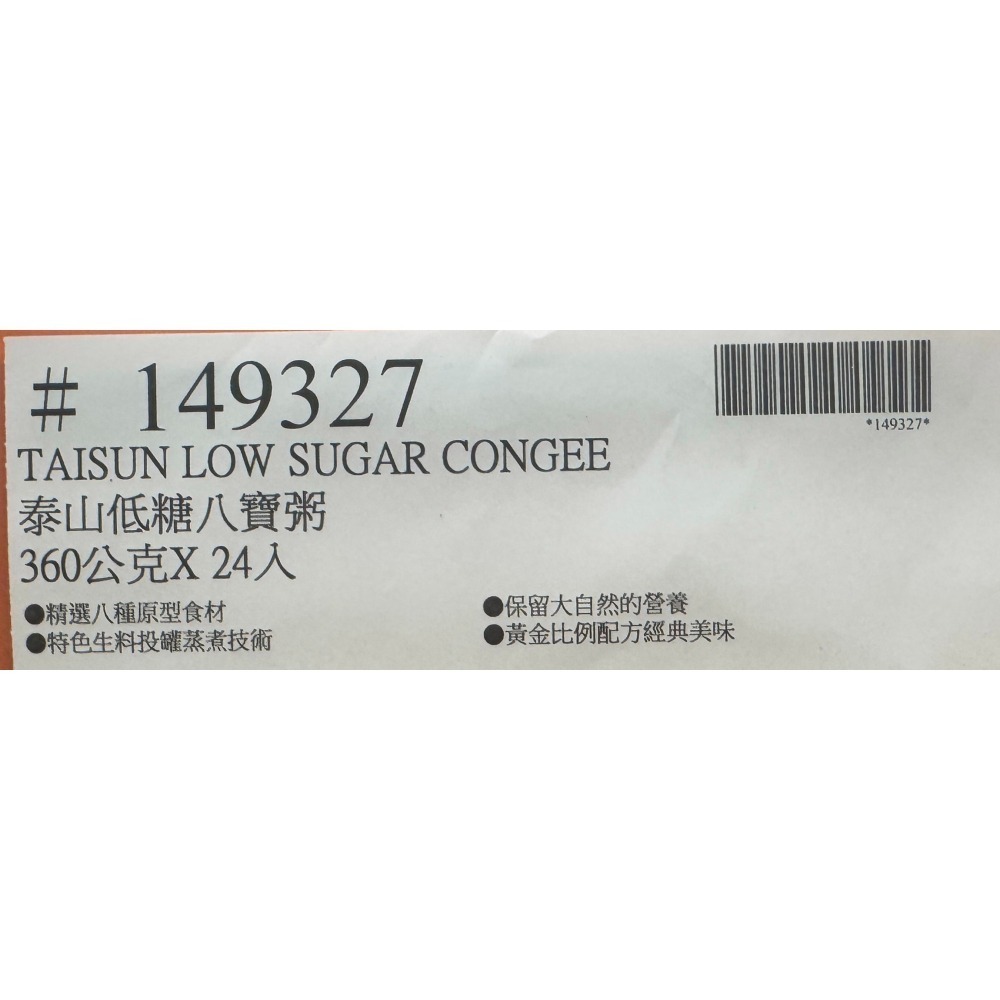 # 149327
*149327*
TAISUN LOW SUGAR CONGEE
泰山低糖八寶粥
360公克X 24入
●精選八種原型食材
●特色生料投罐蒸煮技術
●保留大自然的營養
●黃金比例配方經典美味